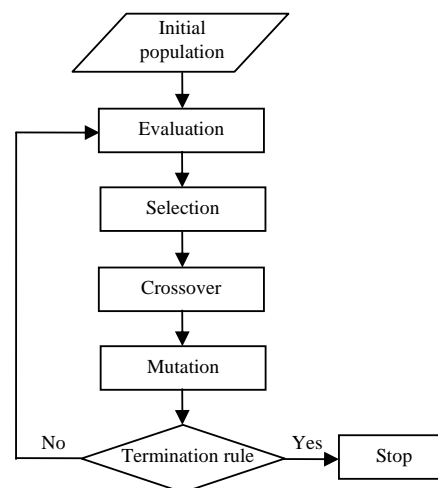 Initial
population
Evaluation
Selection
Crossover
Mutation
Termination rule
No
Yes
Stop